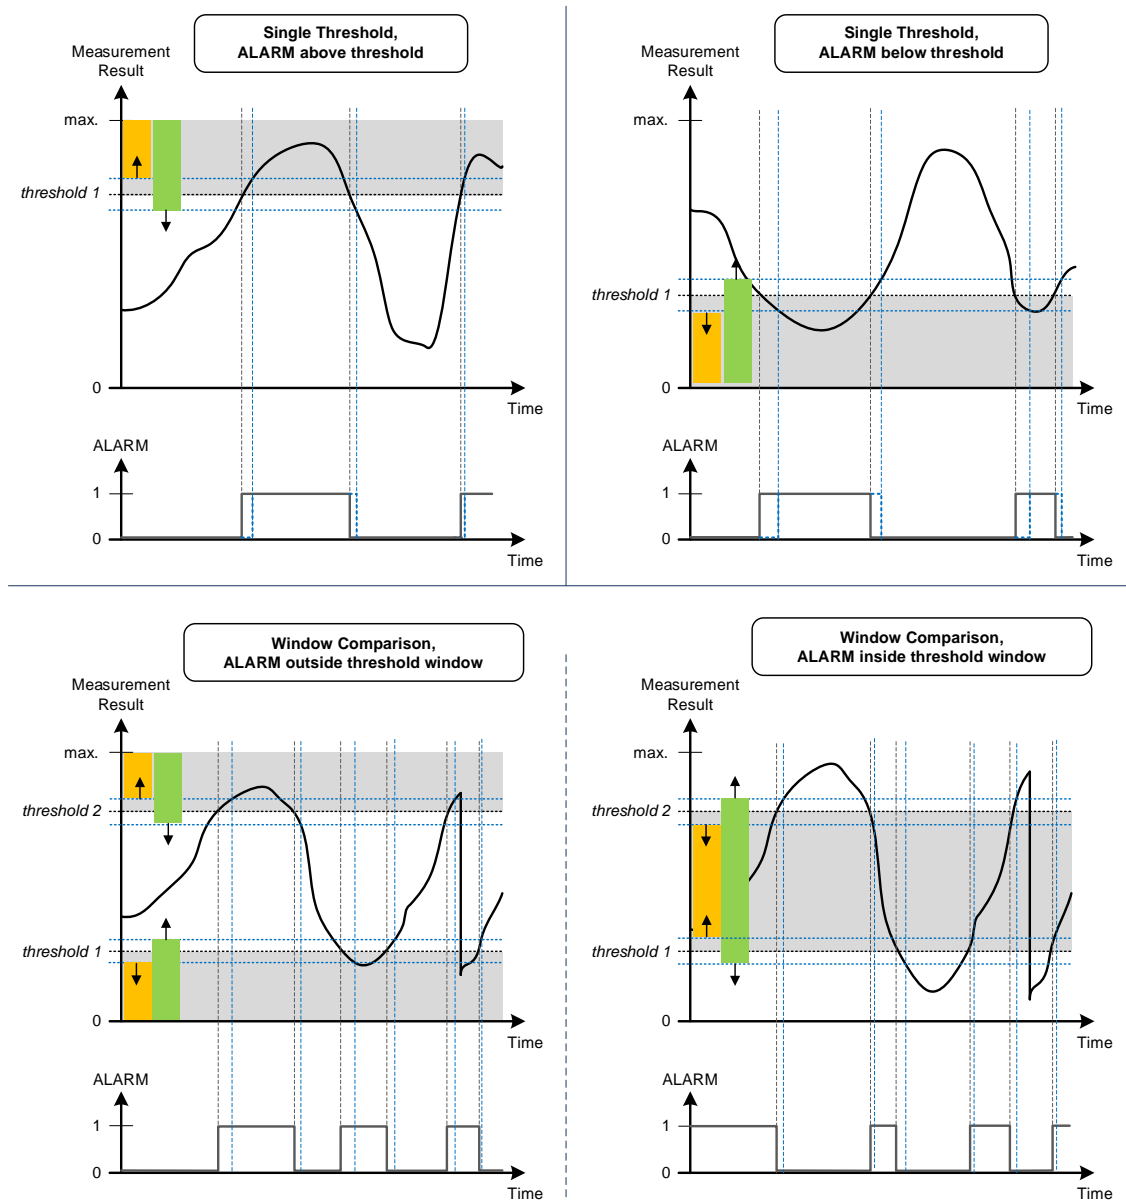 Single Threshold,
ALARM above threshold
Measurement
Result
max.
threshold 1
0
Time
ALARM
1
0
Time
Single Threshold,
ALARM below threshold
Measurement
Result
max.
threshold 1
0
Time
ALARM
1
0
Time
Window Comparison,
ALARM outside threshold window
Measurement
Result
max.
threshold 2
threshold 1
0
Time
ALARM
1
0
Time
Window Comparison,
ALARM inside threshold window
Measurement
Result
max.
threshold 2
threshold 1
0
Time
ALARM
1
0
Time